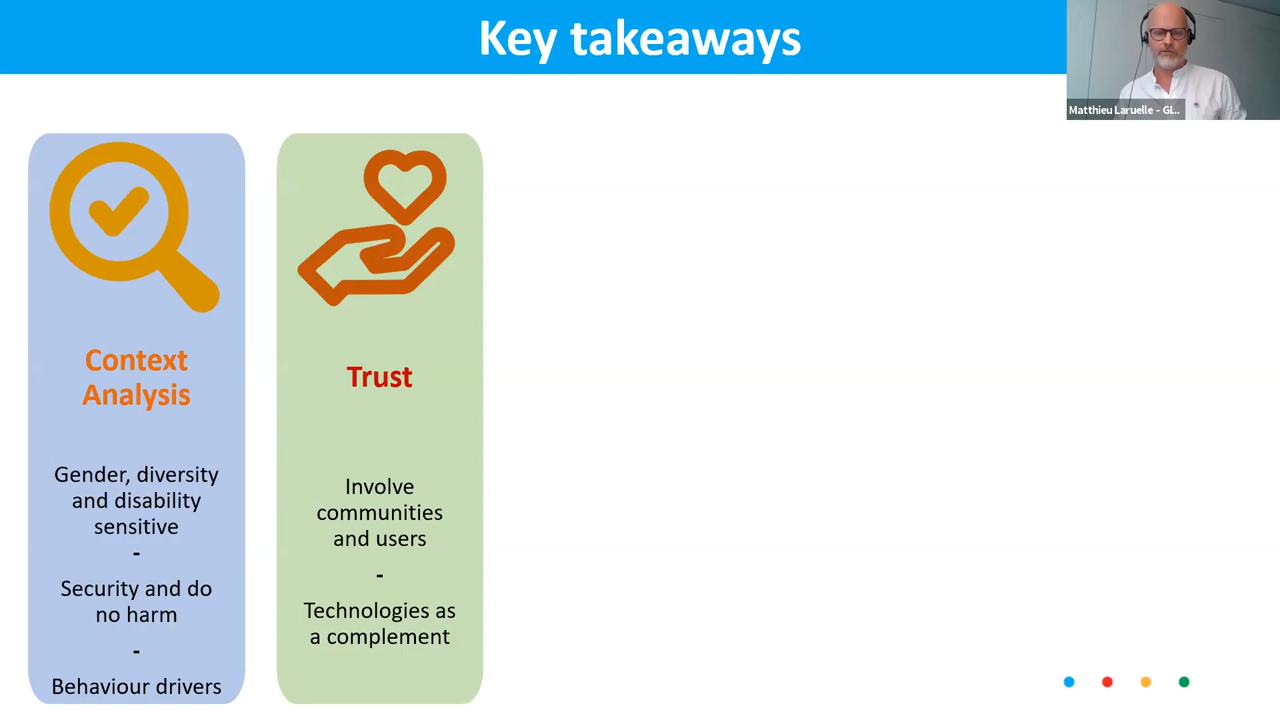 Key takeaways
Matthieu Laruelle - Gl...
Context
Analysis
Gender, diversity
and disability
sensitive
-
Security and do
no harm
-
Behaviour drivers
Trust
Involve
communities
and users
-
Technologies as
a complement